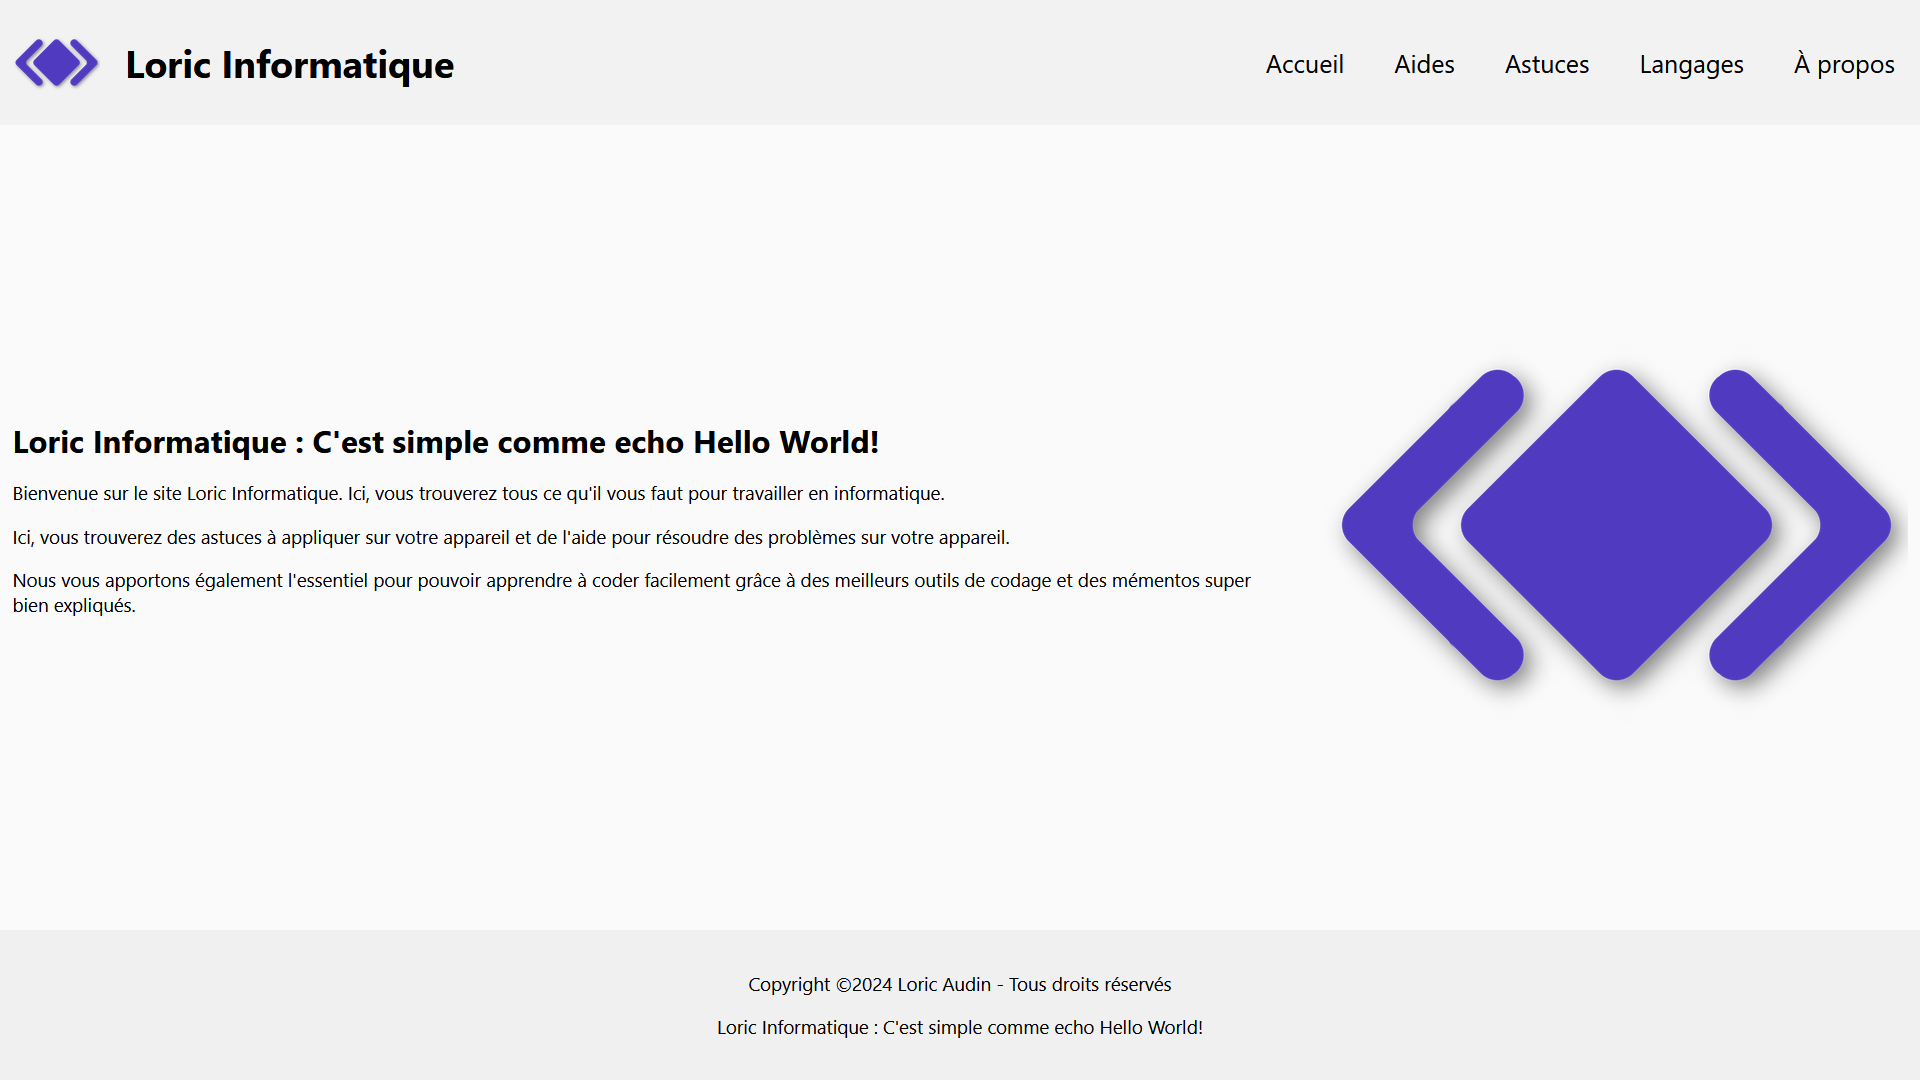 Loric Informatique
Accueil
Aides
Astuces
Langages
À propos
Loric Informatique : C'est simple comme echo Hello World!
Bienvenue sur le site Loric Informatique. Ici, vous trouverez tous ce qu'il vous faut pour travailler en informatique.
Ici, vous trouverez des astuces à appliquer sur votre appareil et de l'aide pour résoudre des problèmes sur votre appareil.
Nous vous apportons également l'essentiel pour pouvoir apprendre à coder facilement grâce à des meilleurs outils de codage et des mémentos super
bien expliqués.
Copyright ©2024 Loric Audin - Tous droits réservés
Loric Informatique : C'est simple comme echo Hello World!